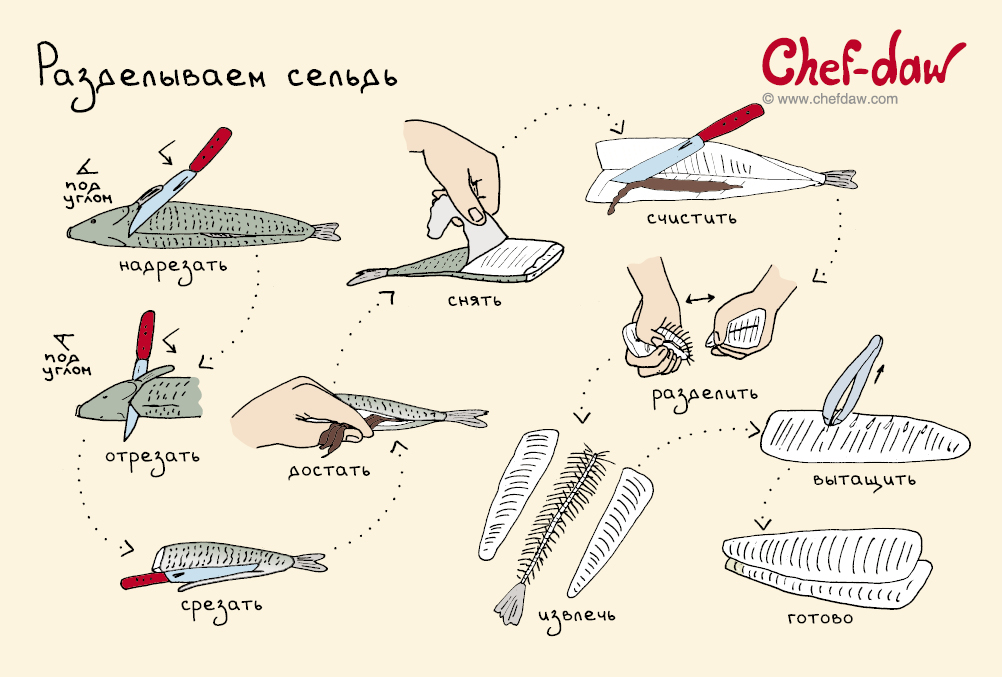 Разделываем сельдь
Chef-daw
© www.chefdaw.com
под
углом
надрезать
под
углом
отрезать
срезать
достать
снять
счистить
разделить
извлечь
вытащить
готово